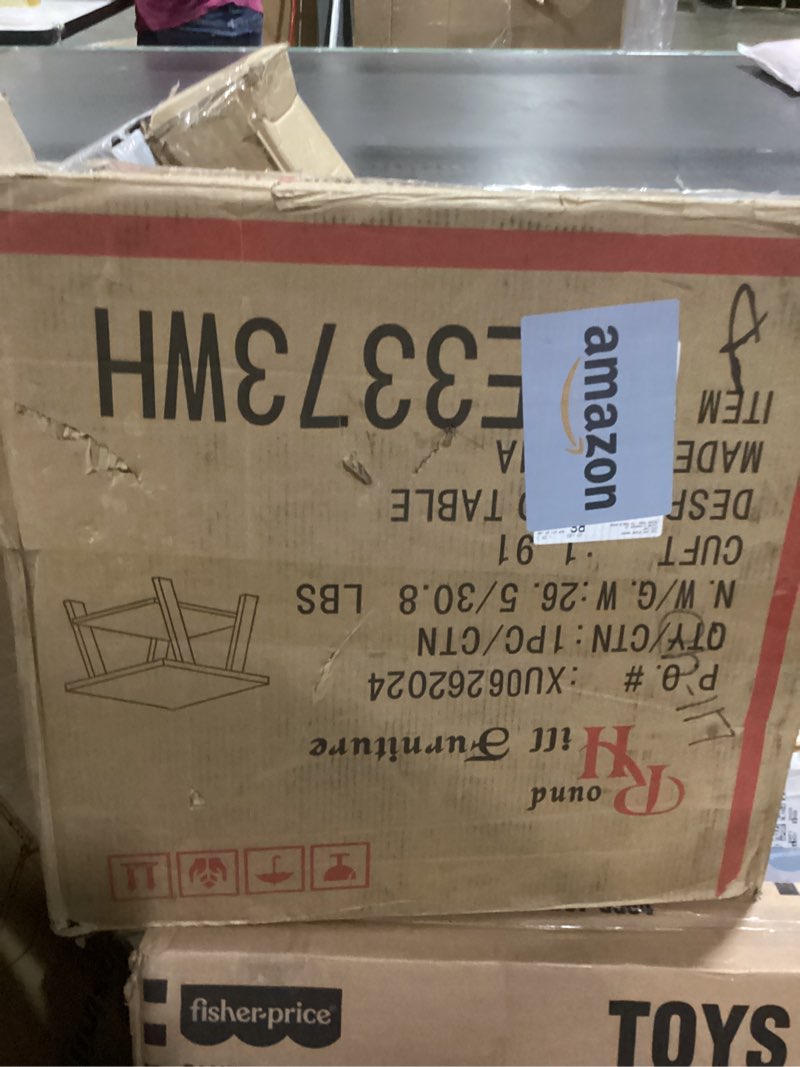 Round
Hill Furniture
P.O. #: XU06262024
QTY/CTN: 1PC/CTN
N.W/G.W: 26.5/30.8 LBS
CUFT 1.91
TABLE
MADE
ITEM E3373WH
amazon
fisher-price
TOYS